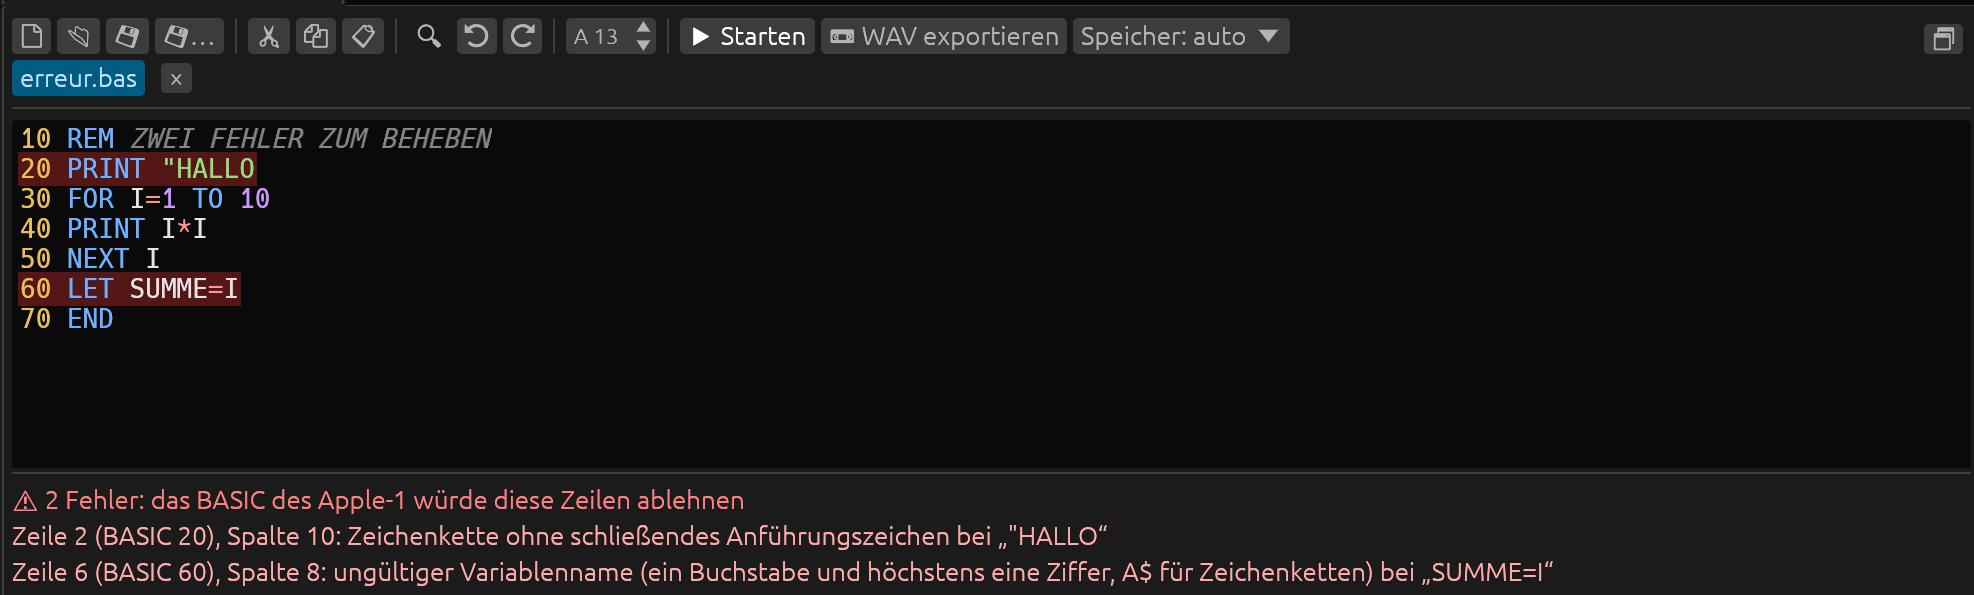 ... A 13 Starten WAV exportieren Speicher: auto
erreur.bas x
10 REM ZWEI FEHLER ZUM BEHEBEN
20 PRINT "HALLO
30 FOR I=1 TO 10
40 PRINT I*I
50 NEXT I
60 LET SUMME=I
70 END
⚠ 2 Fehler: das BASIC des Apple-1 würde diese Zeilen ablehnen
Zeile 2 (BASIC 20), Spalte 10: Zeichenkette ohne schließendes Anführungszeichen bei „"HALLO“
Zeile 6 (BASIC 60), Spalte 8: ungültiger Variablenname (ein Buchstabe und höchstens eine Ziffer, A$ für Zeichenketten) bei „SUMME=I“